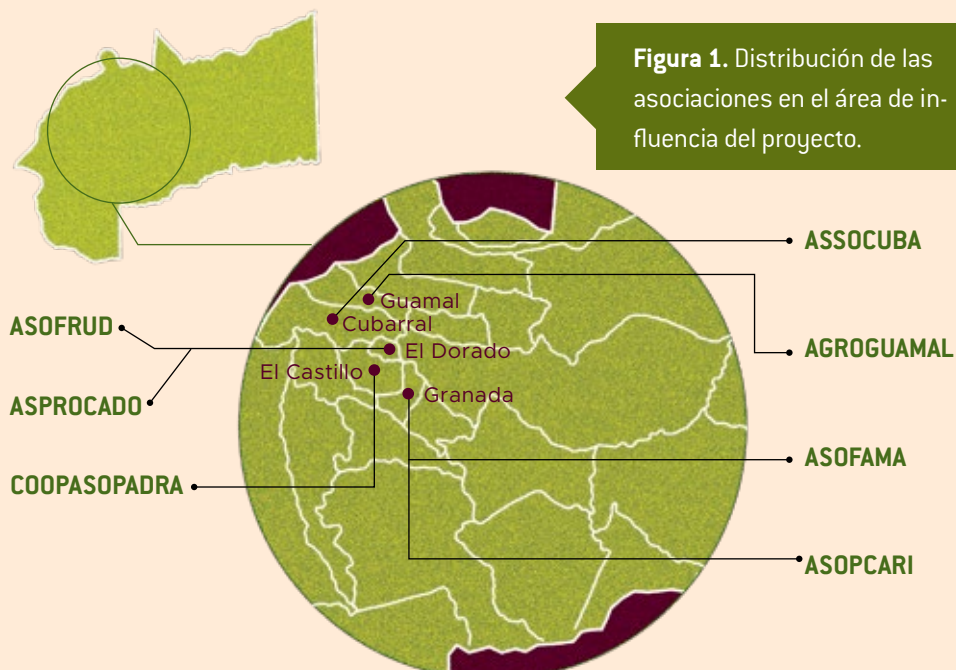 Figura 1. Distribución de las
asociaciones en el área de in-
fluencia del proyecto.
ASSOCUBA
Guamal
Cubarral
ASOFRUD
El Dorado
AGROGUAMAL
El Castillo
Granada
ASPROCADO
ASOFAMA
COOPASOPADRA
ASOPCARI